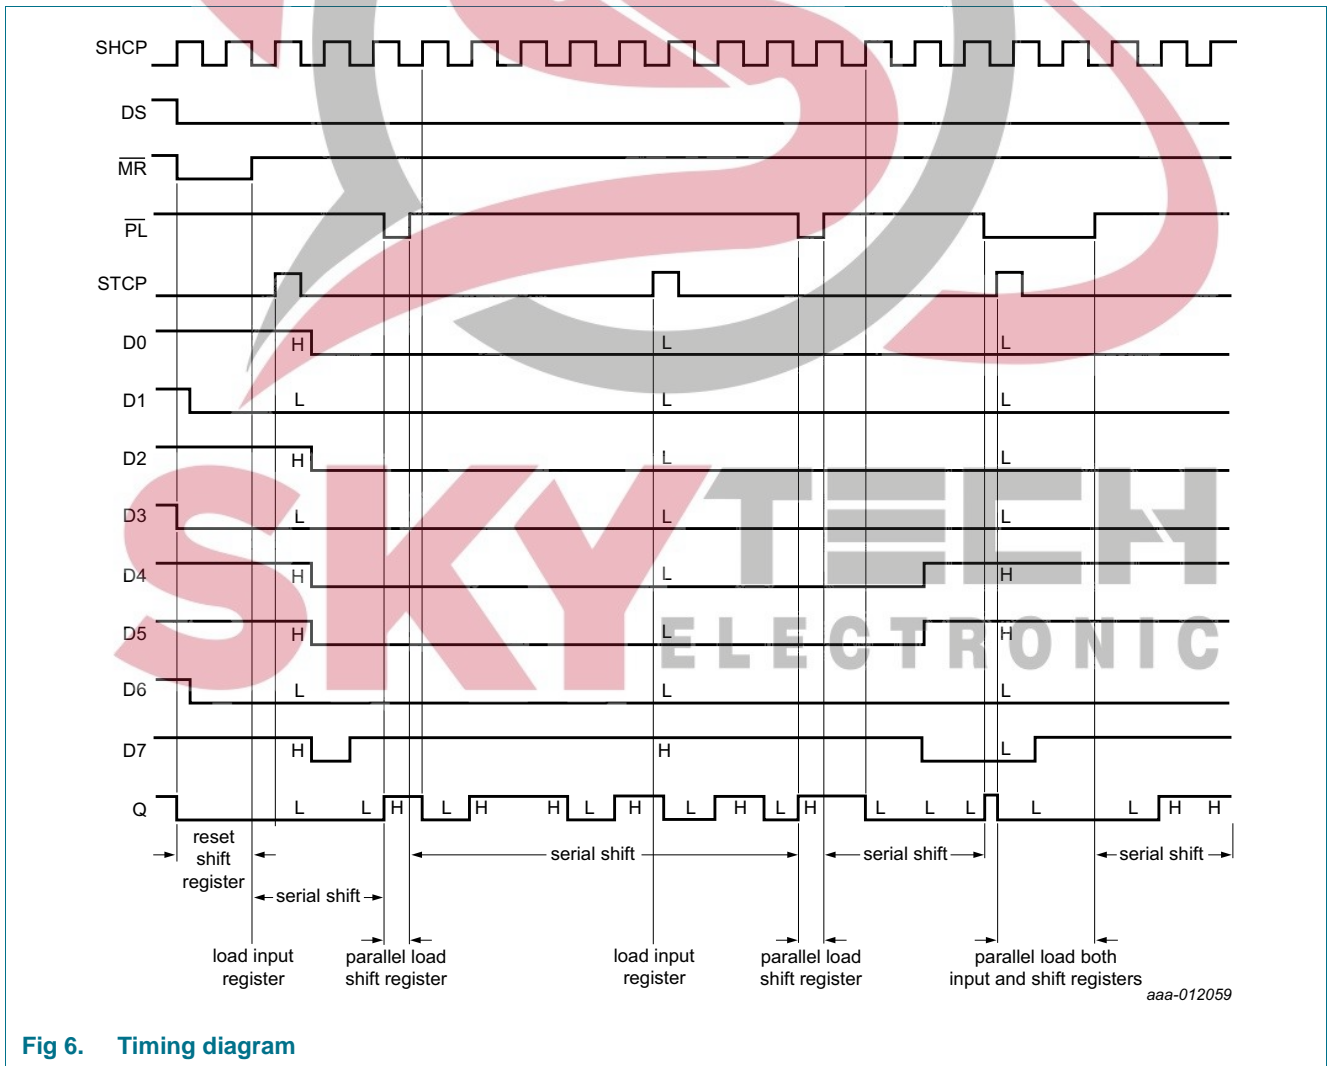 SHCP
DS
MR
PL
STCP
D0 H L L
D1 L L L
D2 H L L
D3 L L L
D4 H L H
D5 H L H
D6 L L L
D7 H H L
Q L L H L H H L H L H L H L L L L L H H
SKYTECH
ELECTRONIC
reset
shift
register
serial shift
serial shift
serial shift
serial shift
load input
register
parallel load
shift register
load input
register
parallel load
shift register
parallel load both
input and shift registers
aaa-012059
Fig 6. Timing diagram